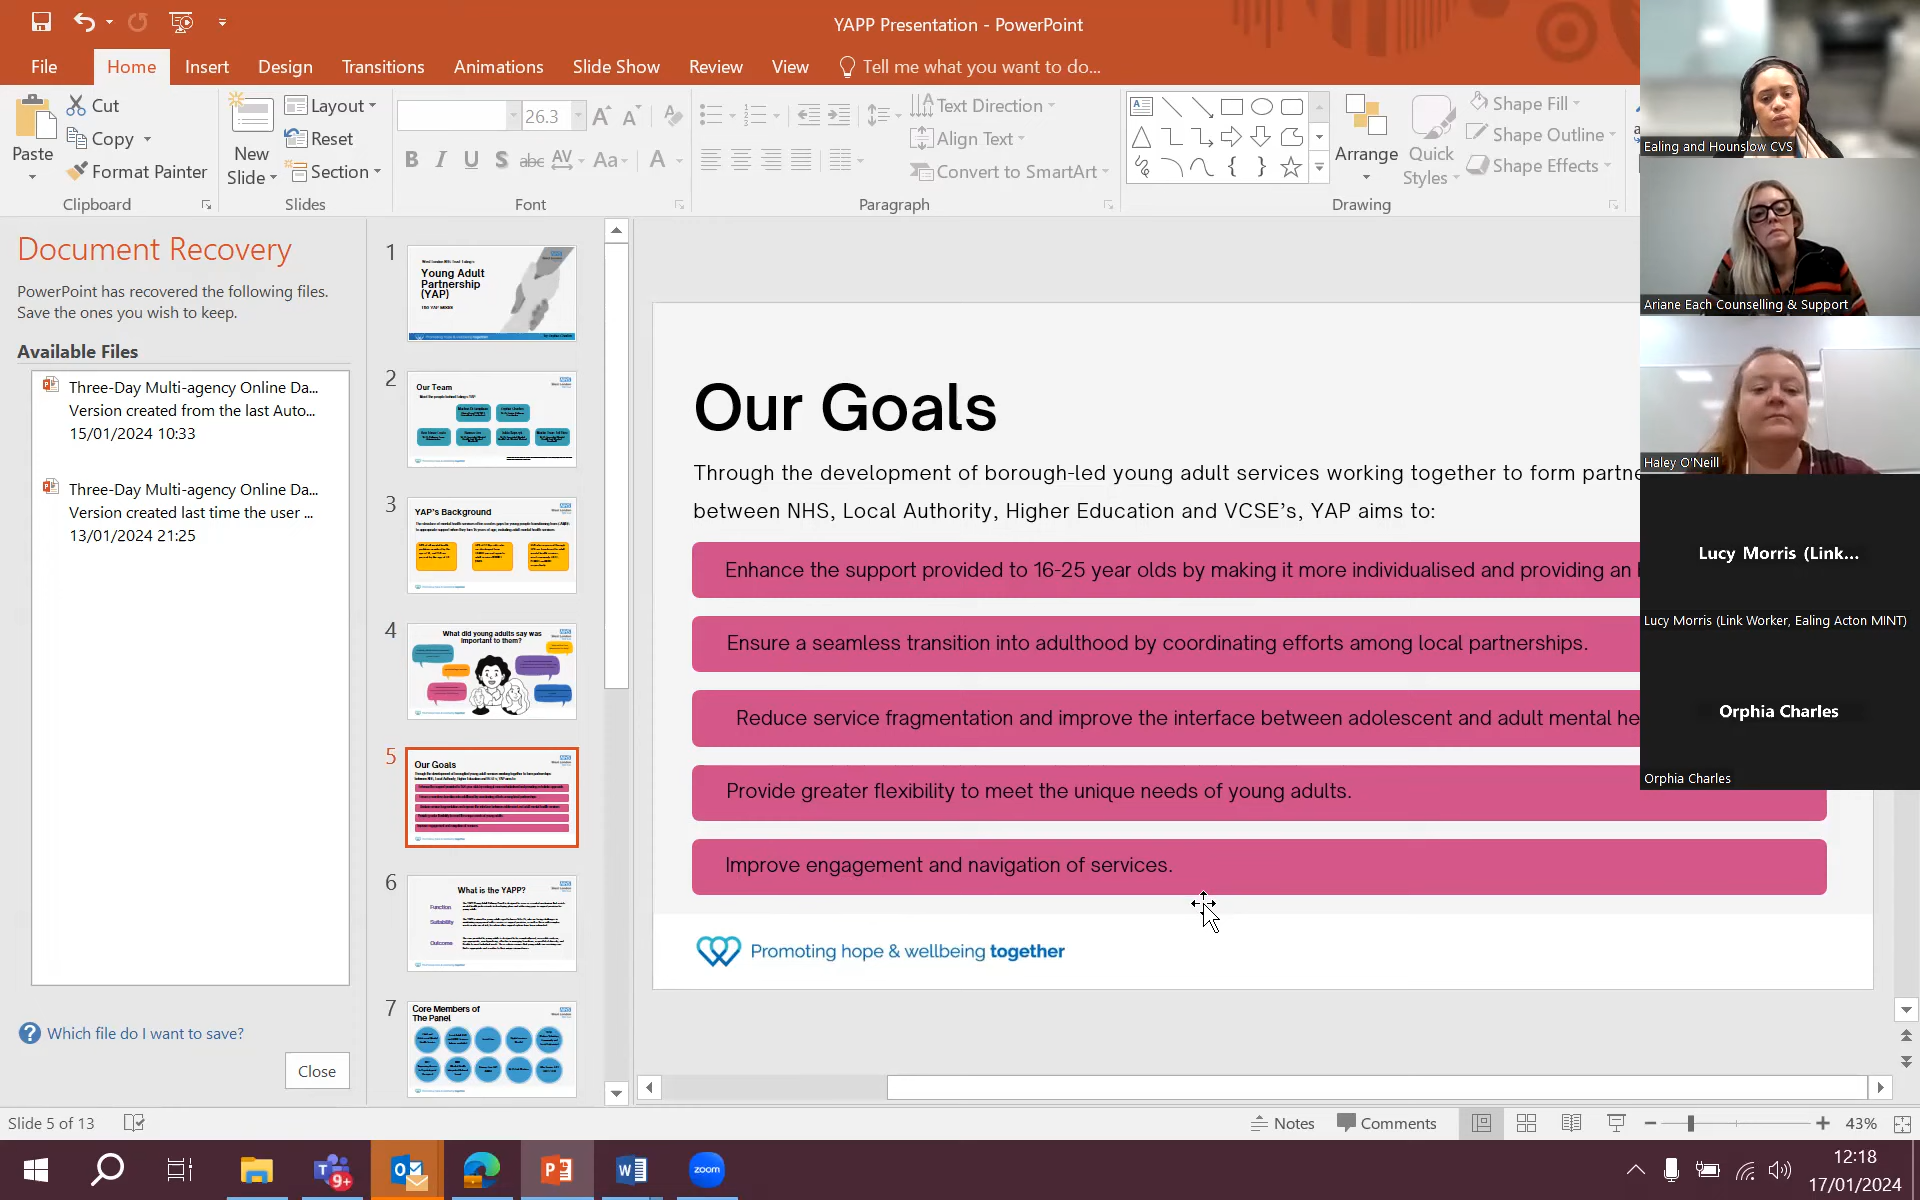 YAPP Presentation - PowerPoint
File Home Insert Design Transitions Animations Slide Show Review View Tell me what you want to do...
Paste
Cut
Copy
Format Painter
Clipboard
New
Slide
Layout
Reset
Section
Slides
26.3
Font
Text Direction
Align Text
Convert to SmartArt
Paragraph
Arrange
Quick
Styles
Shape Fill
Shape Outline
Shape Effects
Drawing
Document Recovery
PowerPoint has recovered the following files.
Save the ones you wish to keep.
Available Files
Three-Day Multi-agency Online Da...
Version created from the last Auto...
15/01/2024 10:33
Three-Day Multi-agency Online Da...
Version created last time the user ...
13/01/2024 21:25
Which file do I want to save?
Close
1
Young Adult
Partnership
(YAP)
2
Our Team
3
YAP's Background
4
What did young adults say was
important to them?
5
Our Goals
6
What is the YAPP?
Function
Suitability
Outcome
7
Core Members of
The Panel
Our Goals
Through the development of borough-led young adult services working together to form partne
between NHS, Local Authority, Higher Education and VCSE's, YAP aims to:
Enhance the support provided to 16-25 year olds by making it more individualised and providing an
Ensure a seamless transition into adulthood by coordinating efforts among local partnerships.
Reduce service fragmentation and improve the interface between adolescent and adult mental he
Provide greater flexibility to meet the unique needs of young adults.
Improve engagement and navigation of services.
Promoting hope & wellbeing together
Ealing and Hounslow CVS
Ariane Each Counselling & Support
Haley O'Neill
Lucy Morris (Link...
Lucy Morris (Link Worker, Ealing Acton MINT)
Orphia Charles
Orphia Charles
Slide 5 of 13
Notes
Comments
43%
9+
zoom
12:18
17/01/2024